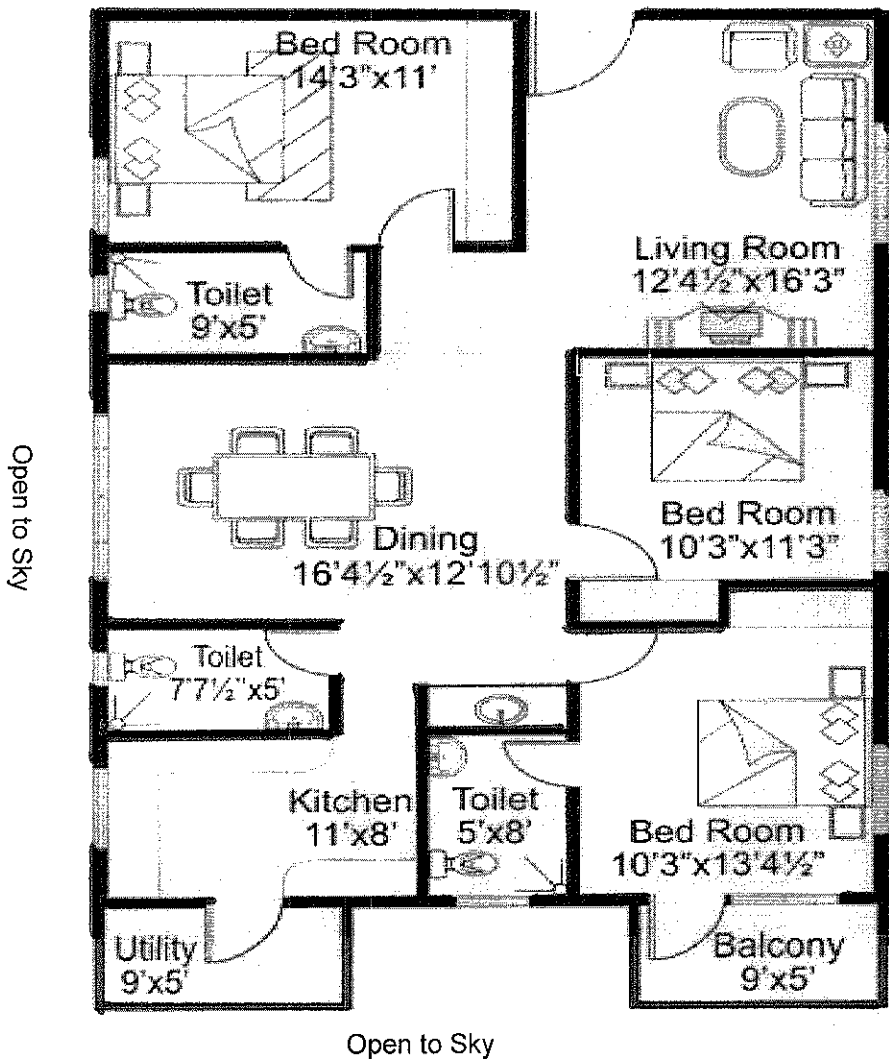 Bed Room
14'3"x11'
Living Room
12'4½"x16'3"
Toilet
9'x5'
Bed Room
10'3"x11'3"
Dining
16'4½"x12'10½"
Open to Sky
Toilet
7'7½"x5'
Kitchen
11'x8'
Toilet
5'x8'
Bed Room
10'3"x13'4½"
Utility
9'x5'
Balcony
9'x5'
Open to Sky